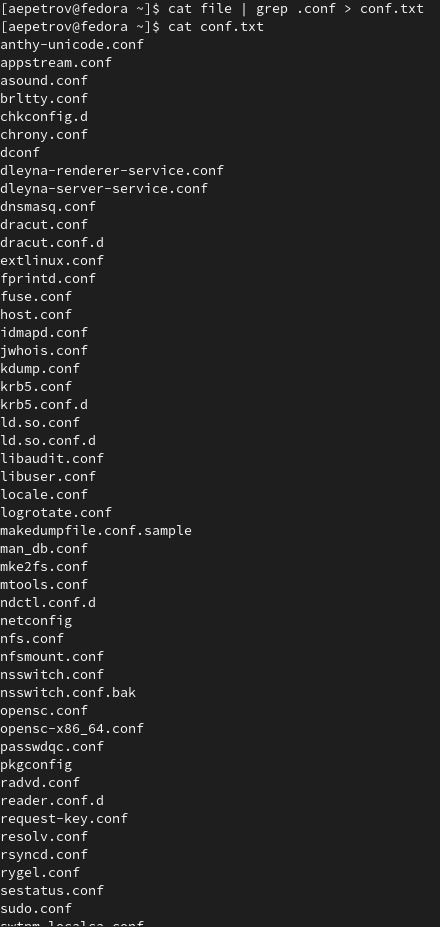 [aepetrov@fedora ~]$ cat file | grep .conf > conf.txt
[aepetrov@fedora ~]$ cat conf.txt
anthy-unicode.conf
appstream.conf
asound.conf
brltty.conf
chkconfig.d
chrony.conf
dconf
dleyna-renderer-service.conf
dleyna-server-service.conf
dnsmasq.conf
dracut.conf
dracut.conf.d
extlinux.conf
fprintd.conf
fuse.conf
host.conf
idmapd.conf
jwhois.conf
kdump.conf
krb5.conf
krb5.conf.d
ld.so.conf
ld.so.conf.d
libaudit.conf
libuser.conf
locale.conf
logrotate.conf
makedumpfile.conf.sample
man_db.conf
mke2fs.conf
mtools.conf
ndctl.conf.d
netconfig
nfs.conf
nfsmount.conf
nsswitch.conf
nsswitch.conf.bak
opensc.conf
opensc-x86_64.conf
passwdqc.conf
pkgconfig
radvd.conf
reader.conf.d
request-key.conf
resolv.conf
rsyncd.conf
rygel.conf
sestatus.conf
sudo.conf